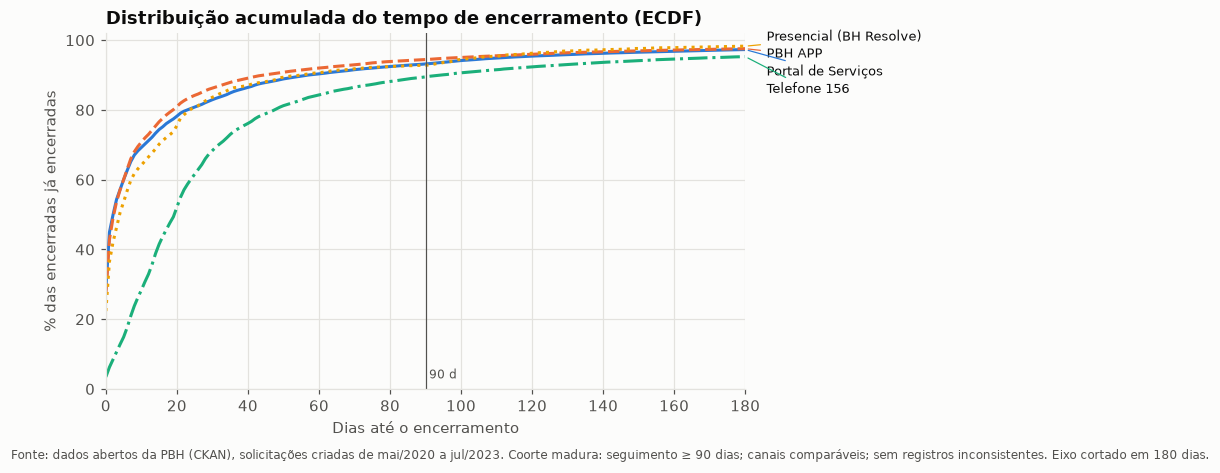 Distribuição acumulada do tempo de encerramento (ECDF)
% das encerradas já encerradas
100
80
60
40
20
0
0 20 40 60 80 100 120 140 160 180
90 d
Presencial (BH Resolve)
PBH APP
Portal de Serviços
Telefone 156
Dias até o encerramento
Fonte: dados abertos da PBH (CKAN), solicitações criadas de mai/2020 a jul/2023. Coorte madura: seguimento ≥ 90 dias; canais comparáveis; sem registros inconsistentes. Eixo cortado em 180 dias.